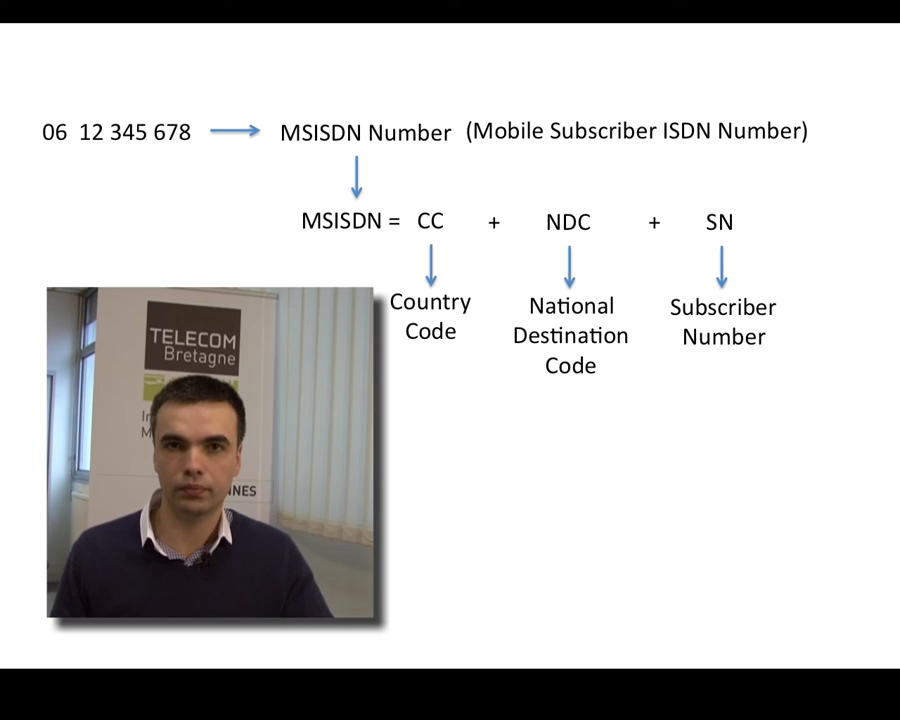 06 12 345 678 MSISDN Number (Mobile Subscriber ISDN Number)
MSISDN = CC + NDC + SN
Country
Code
National
Destination
Code
Subscriber
Number
TELECOM
Bretagne